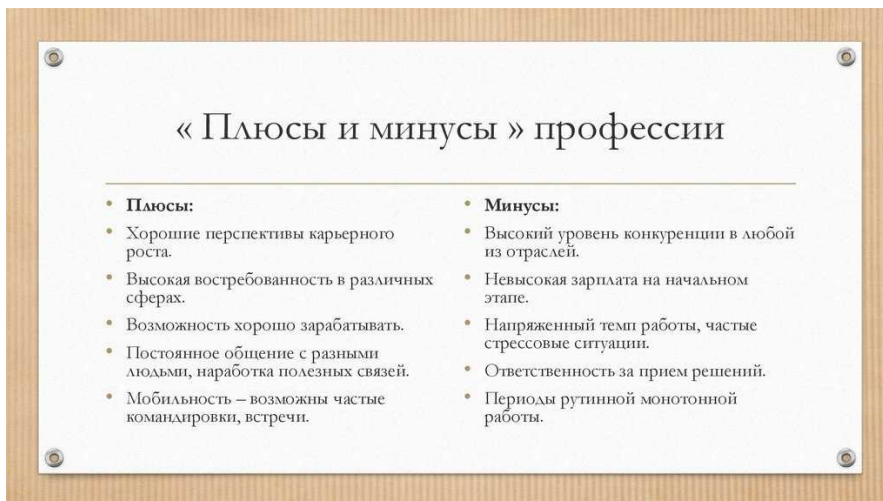 « Плюсы и минусы » профессии
• Плюсы:
• Хорошие перспективы карьерного
роста.
• Высокая востребованность в различных
сферах.
• Возможность хорошо зарабатывать.
• Постоянное общение с разными
людьми, наработка полезных связей.
• Мобильность – возможны частые
командировки, встречи.
• Минусы:
• Высокий уровень конкуренции в любой
из отраслей.
• Невысокая зарплата на начальном
этапе.
• Напряженный темп работы, частые
стрессовые ситуации.
• Ответственность за прием решений.
• Периоды рутинной монотонной
работы.